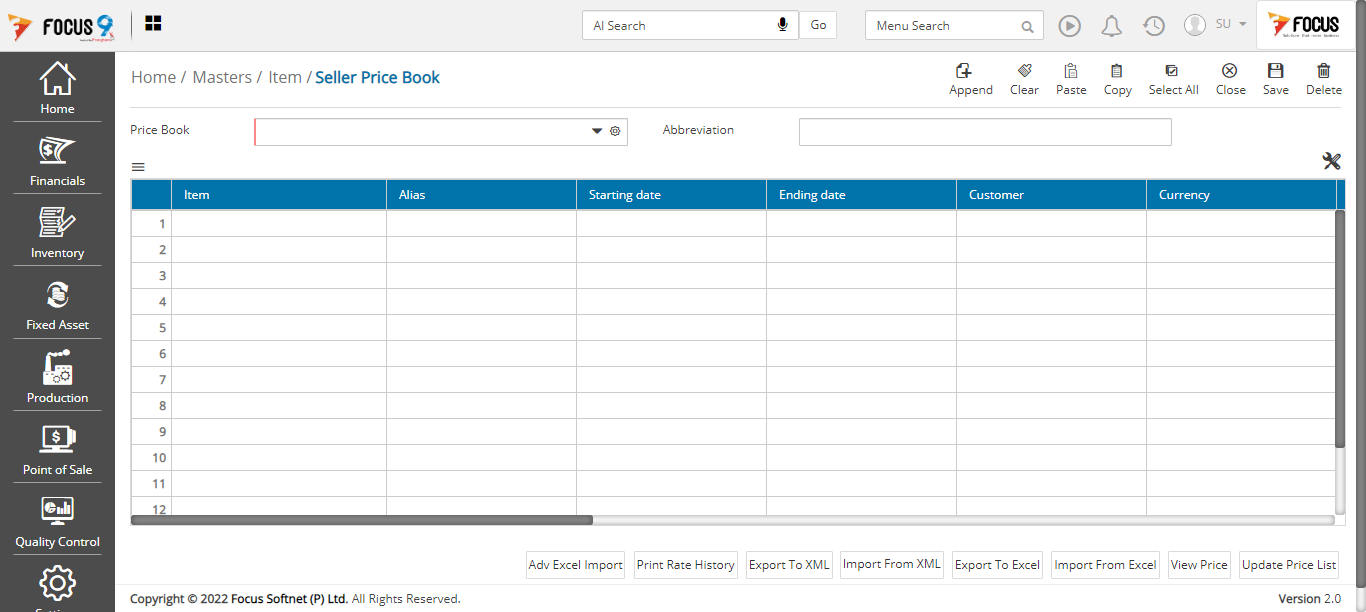 FOCUS 9
AI Search
Go
Menu Search
SU
FOCUS
Home
Financials
Inventory
Fixed Asset
Production
Point of Sale
Quality Control
Home / Masters / Item / Seller Price Book
Append
Clear
Paste
Copy
Select All
Close
Save
Delete
Price Book
Abbreviation
Item Alias Starting date Ending date Customer Currency
1
2
3
4
5
6
7
8
9
10
11
12
Adv Excel Import
Print Rate History
Export To XML
Import From XML
Export To Excel
Import From Excel
View Price
Update Price List
Copyright © 2022 Focus Softnet (P) Ltd. All Rights Reserved.
Version 2.0